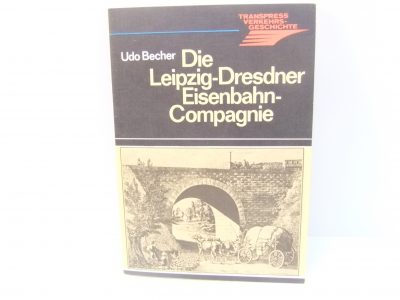 TRANSPRESS
VERKEHRS-
GESCHICHTE
Udo Becher
Die
Leipzig-Dresdner
Eisenbahn-
Compagnie